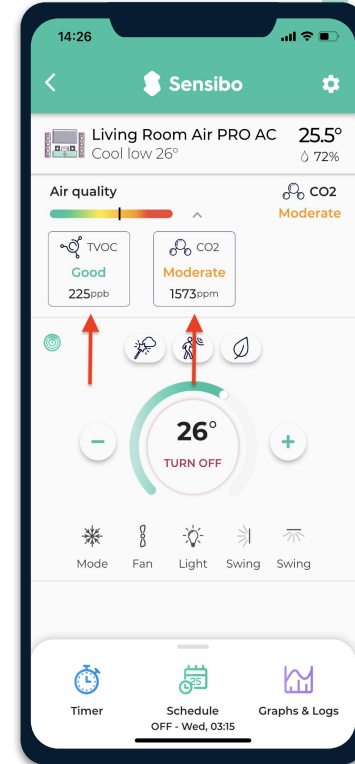 14:26
Sensibo
Living Room Air PRO AC 25.5°
Cool low 26° 72%
Air quality CO2
Moderate
TVOC CO2
Good Moderate
225ppb 1573ppm
26°
TURN OFF
− +
Mode Fan Light Swing Swing
25
Timer Schedule Graphs & Logs
OFF - Wed, 03:15